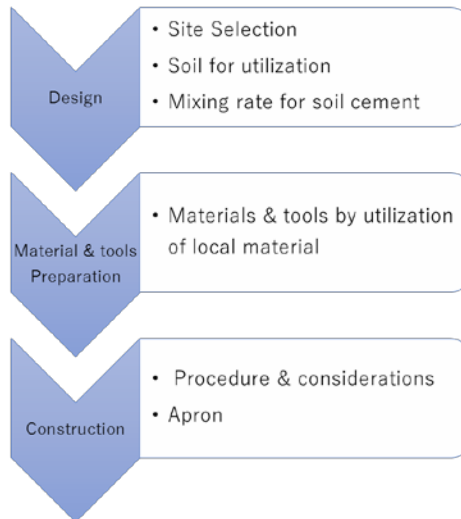 Design
• Site Selection
• Soil for utilization
• Mixing rate for soil cement
Material & tools
Preparation
• Materials & tools by utilization
of local material
Construction
• Procedure & considerations
• Apron